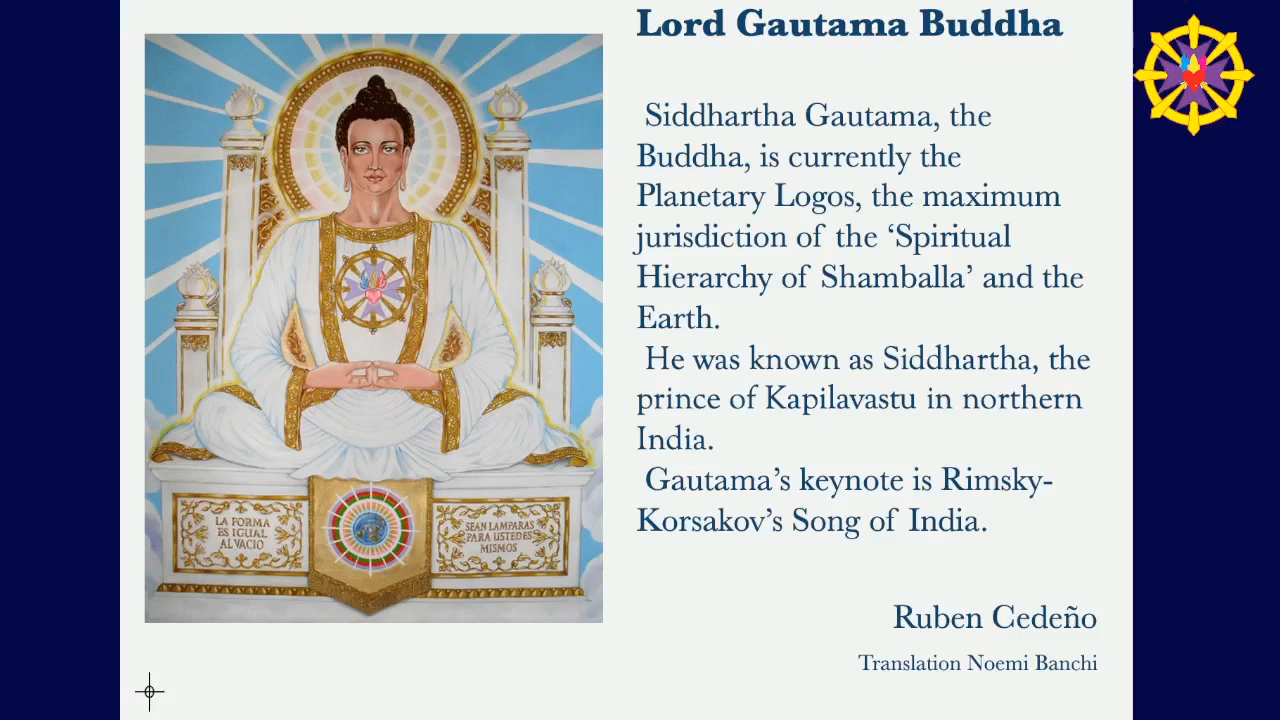 Lord Gautama Buddha
Siddhartha Gautama, the
Buddha, is currently the
Planetary Logos, the maximum
jurisdiction of the ‘Spiritual
Hierarchy of Shamballa’ and the
Earth.
He was known as Siddhartha, the
prince of Kapilavastu in northern
India.
Gautama’s keynote is Rimsky-
Korsakov’s Song of India.
Ruben Cedeño
Translation Noemi Banchi
LA FORMA
ES IGUAL
AL VACIO
SEAN LAMPARAS
PARA USTEDES
MISMOS